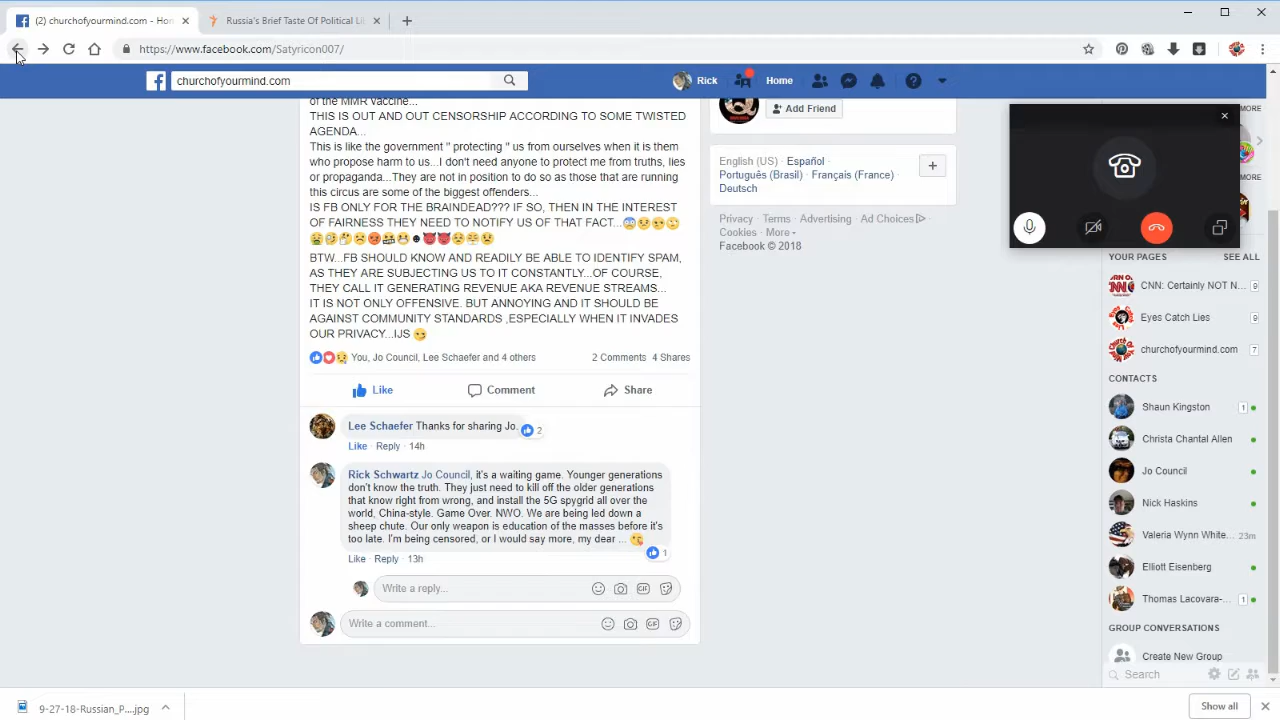 (2) churchofyourmind.com - Hon
Russia's Brief Taste Of Political Li
https://www.facebook.com/Satyricon007/
churchofyourmind.com
Rick
Home
of the MMR vaccine...
THIS IS OUT AND OUT CENSORSHIP ACCORDING TO SOME TWISTED
AGENDA...
This is like the government " protecting " us from ourselves when it is them
who propose harm to us...I don't need anyone to protect me from truths, lies
or propaganda...They are not in position to do so as those that are running
this circus are some of the biggest offenders...
IS FB ONLY FOR THE BRAINDEAD??? IF SO, THEN IN THE INTEREST
OF FAIRNESS THEY NEED TO NOTIFY US OF THAT FACT...
BTW...FB SHOULD KNOW AND READILY BE ABLE TO IDENTIFY SPAM,
AS THEY ARE SUBJECTING US TO IT CONSTANTLY...OF COURSE,
THEY CALL IT GENERATING REVENUE AKA REVENUE STREAMS...
IT IS NOT ONLY OFFENSIVE. BUT ANNOYING AND IT SHOULD BE
AGAINST COMMUNITY STANDARDS ,ESPECIALLY WHEN IT INVADES
OUR PRIVACY...IJS
You, Jo Council, Lee Schaefer and 4 others
2 Comments 4 Shares
Like
Comment
Share
Lee Schaefer Thanks for sharing Jo.
2
Like · Reply · 14h
Rick Schwartz Jo Council, it's a waiting game. Younger generations
don't know the truth. They just need to kill off the older generations
that know right from wrong, and install the 5G spygrid all over the
world, China-style. Game Over. NWO. We are being led down a
sheep chute. Our only weapon is education of the masses before it's
too late. I'm being censored, or I would say more, my dear ...
1
Like · Reply · 13h
Write a reply...
Write a comment...
Add Friend
English (US) · Español ·
Português (Brasil) · Français (France) ·
Deutsch
Privacy · Terms · Advertising · Ad Choices ·
Cookies · More
Facebook © 2018
MORE
MORE
YOUR PAGES
SEE ALL
CNN: Certainly NOT N...
9
Eyes Catch Lies
9
churchofyourmind.com
7
CONTACTS
Shaun Kingston
1
Christa Chantal Allen
Jo Council
Nick Haskins
Valeria Wynn White...
23m
Elliott Eisenberg
Thomas Lacovara-...
1
GROUP CONVERSATIONS
Create New Group
Search
9-27-18-Russian_P....jpg
Show all